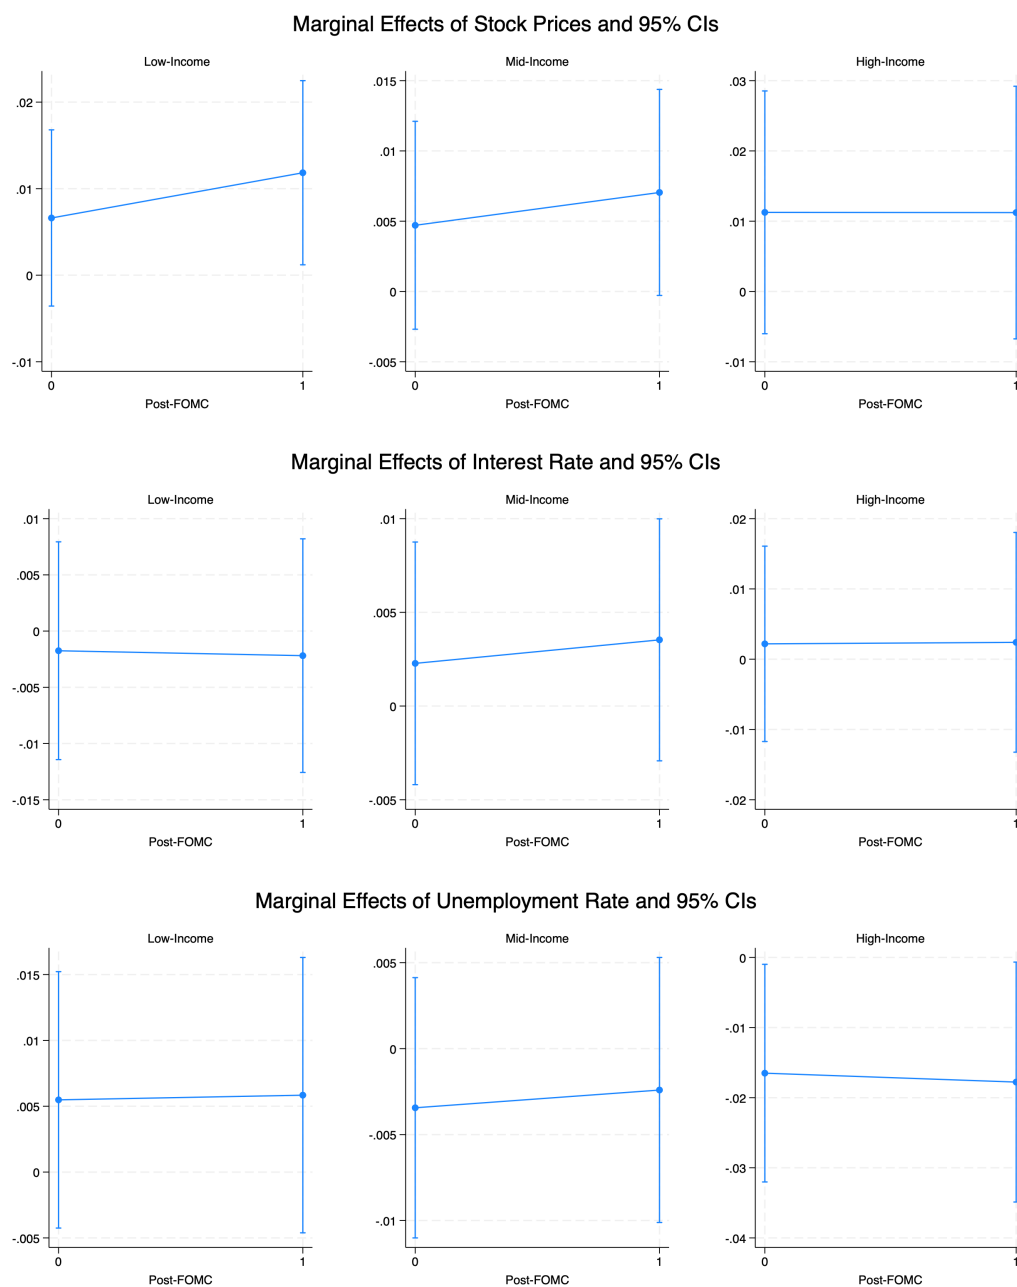 Marginal Effects of Stock Prices and 95% CIs
Low-Income
Mid-Income
High-Income
.02
.01
0
-.01
0
1
Post-FOMC
.015
.01
.005
0
-.005
0
1
Post-FOMC
.03
.02
.01
0
-.01
0
1
Post-FOMC
Marginal Effects of Interest Rate and 95% CIs
Low-Income
Mid-Income
High-Income
.01
.005
0
-.005
-.01
-.015
0
1
Post-FOMC
.01
.005
0
-.005
0
1
Post-FOMC
.02
.01
0
-.01
-.02
0
1
Post-FOMC
Marginal Effects of Unemployment Rate and 95% CIs
Low-Income
Mid-Income
High-Income
.015
.01
.005
0
-.005
0
1
Post-FOMC
.005
0
-.005
-.01
0
1
Post-FOMC
0
-.01
-.02
-.03
-.04
0
1
Post-FOMC